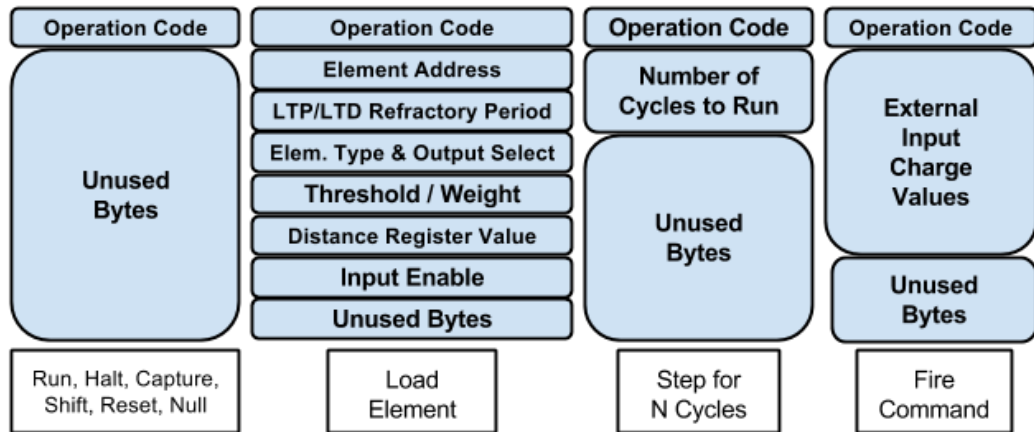 Operation Code
Unused
Bytes
Run, Halt, Capture,
Shift, Reset, Null
Operation Code
Element Address
LTP/LTD Refractory Period
Elem. Type & Output Select
Threshold / Weight
Distance Register Value
Input Enable
Unused Bytes
Load
Element
Operation Code
Number of
Cycles to Run
Unused
Bytes
Step for
N Cycles
Operation Code
External
Input
Charge
Values
Unused
Bytes
Fire
Command